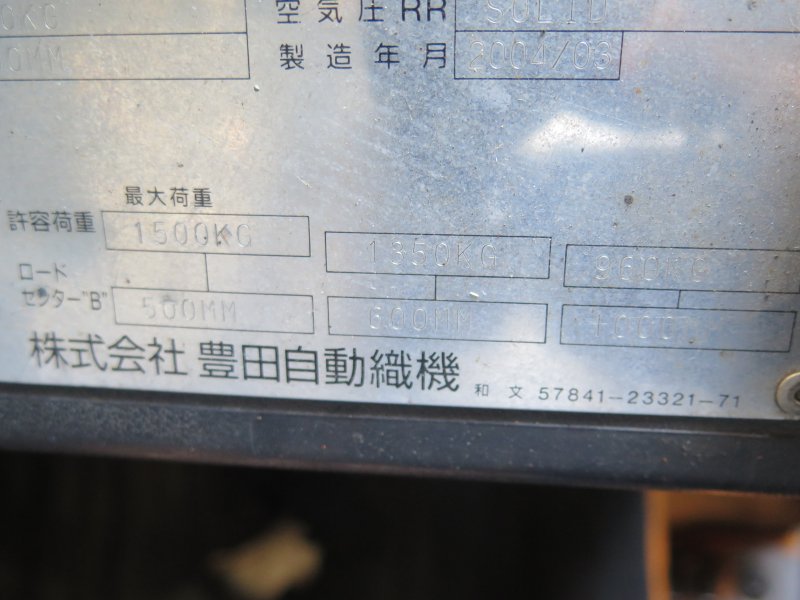 空気圧RR SOLID
製造年月 2004/03
最大荷重
許容荷重 1500KG 1350KG 960KG
ロード
センター"B" 500MM 600MM
株式会社 豊田自動織機 和文 57841-23321-71